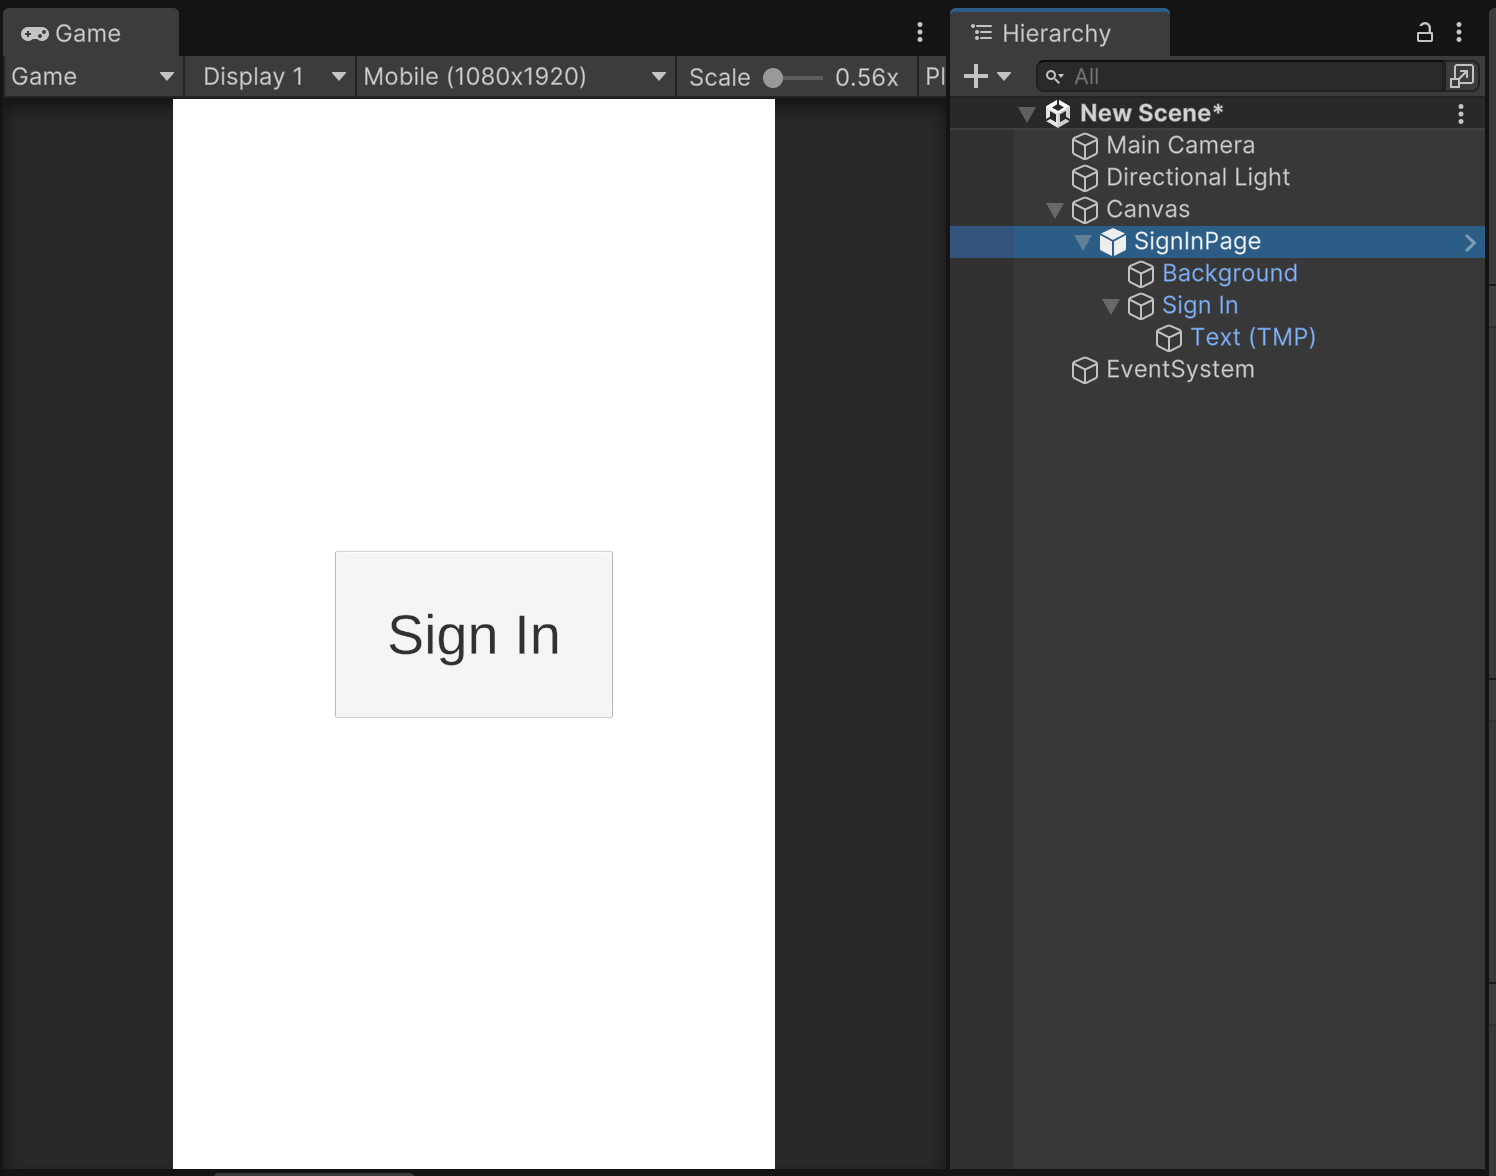 Game
Game
Display 1
Mobile (1080x1920)
Scale
0.56x
Pl
Sign In
Hierarchy
All
New Scene*
Main Camera
Directional Light
Canvas
SignInPage
Background
Sign In
Text (TMP)
EventSystem